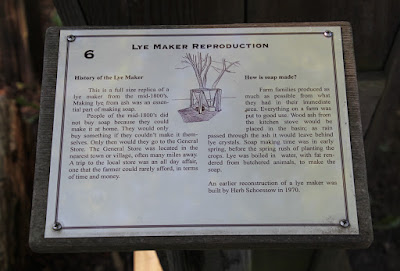 6
LYE MAKER REPRODUCTION
History of the Lye Maker
This is a full size replica of a
lye maker from the mid-1800's.
Making lye from ash was an essen-
tial part of making soap.
People of the mid-1800's did
not buy soap because they could
make it at home. They would only
buy something if they couldn't make it them-
selves. Only then would they go to the General
Store. The General Store was located in the
nearest town or village, often many miles away.
A trip to the local store was an all day affair,
one that the farmer could rarely afford, in terms
of time and money.
How is soap made?
Farm families produced as
much as possible from what
they had in their immediate
area. Everything on a farm was
put to good use. Wood ash from
the kitchen stove would be
placed in the basin; as rain
passed through the ash it would leave behind
lye crystals. Soap making time was in early
spring, before the spring rush of planting the
crops. Lye was boiled in water, with fat ren-
dered from butchered animals, to make the
soap.
An earlier reconstruction of a lye maker was
built by Herb Schoressow in 1970.